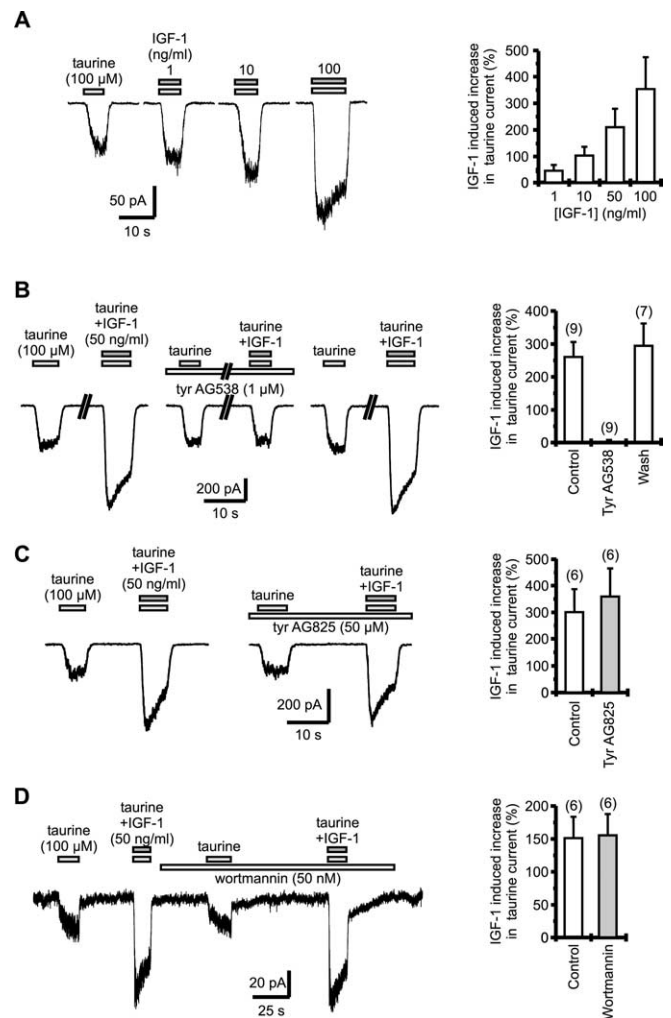 A
taurine
(100 µM)
IGF-1
(ng/ml)
1
10
100
50 pA
10 s
IGF-1 induced increase
in taurine current (%)
500
400
300
200
100
0
1 10 50 100
[IGF-1] (ng/ml)
B
taurine
(100 µM)
taurine
+IGF-1
(50 ng/ml)
taurine
taurine
+IGF-1
tyr AG538 (1 µM)
taurine
taurine
+IGF-1
200 pA
10 s
IGF-1 induced increase
in taurine current (%)
400
300
200
100
0
(9)
(9)
(7)
Control
Tyr AG538
Wash
C
taurine
(100 µM)
taurine
+IGF-1
(50 ng/ml)
taurine
taurine
+IGF-1
tyr AG825 (50 µM)
200 pA
10 s
IGF-1 induced increase
in taurine current (%)
500
400
300
200
100
0
(6)
(6)
Control
Tyr AG825
D
taurine
(100 µM)
taurine
+IGF-1
(50 ng/ml)
taurine
taurine
+IGF-1
wortmannin (50 nM)
20 pA
25 s
IGF-1 induced increase
in taurine current (%)
200
150
100
50
0
(6)
(6)
Control
Wortmannin